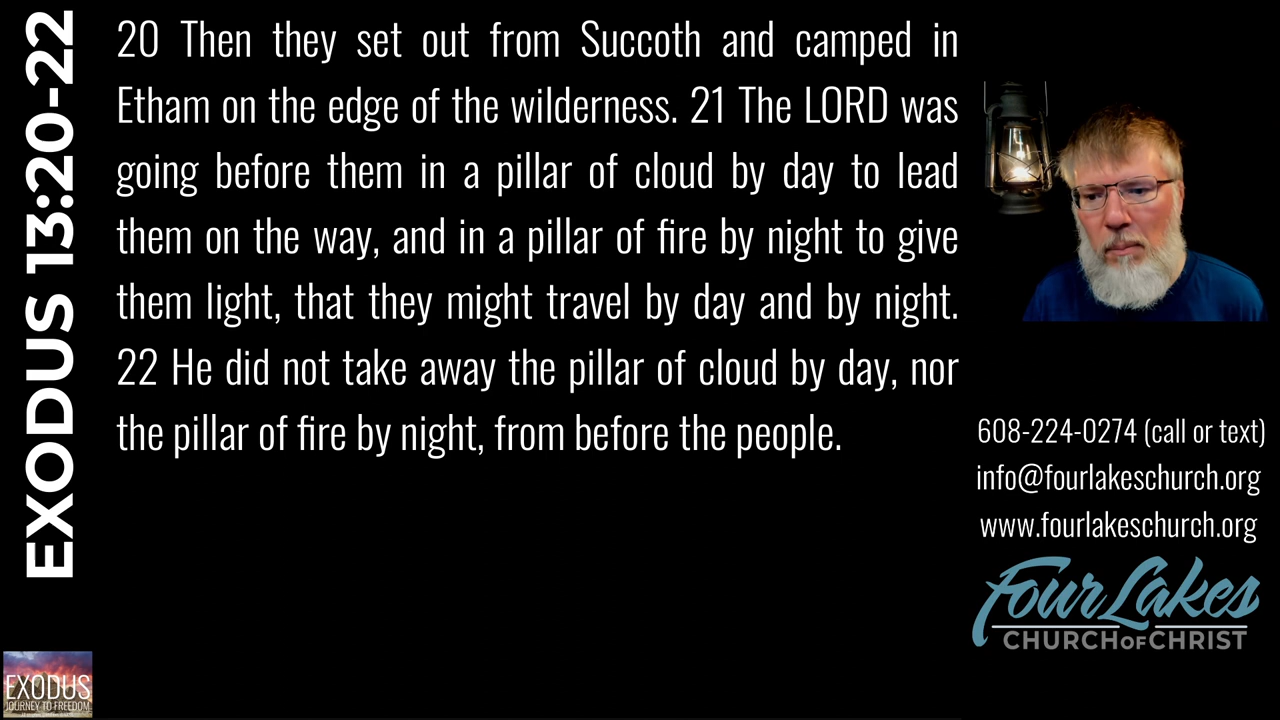 EXODUS 13:20-22
20 Then they set out from Succoth and camped in
Etham on the edge of the wilderness. 21 The LORD was
going before them in a pillar of cloud by day to lead
them on the way, and in a pillar of fire by night to give
them light, that they might travel by day and by night.
22 He did not take away the pillar of cloud by day, nor
the pillar of fire by night, from before the people.
608-224-0274 (call or text)
info@fourlakeschurch.org
www.fourlakeschurch.org
Four Lakes
CHURCH OF CHRIST
EXODUS
JOURNEY TO FREEDOM